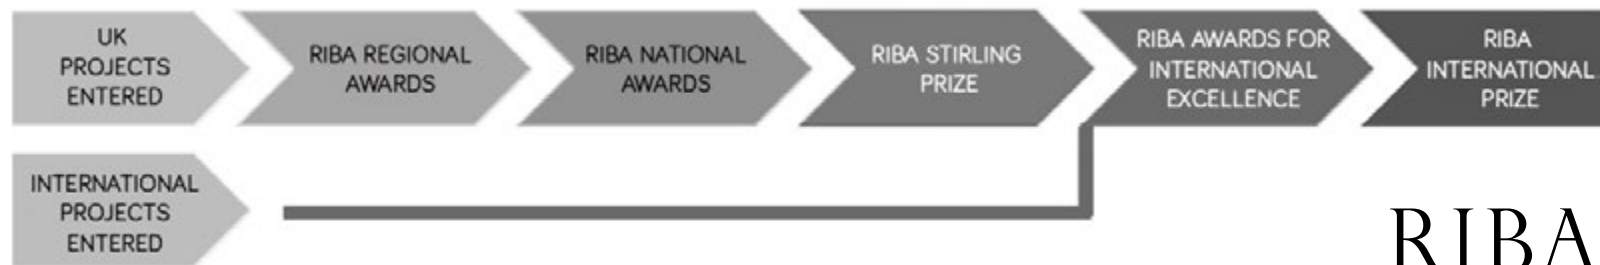 UK
PROJECTS
ENTERED
RIBA REGIONAL
AWARDS
RIBA NATIONAL
AWARDS
RIBA STIRLING
PRIZE
RIBA AWARDS FOR
INTERNATIONAL
EXCELLENCE
RIBA
INTERNATIONAL
PRIZE
INTERNATIONAL
PROJECTS
ENTERED
RIBA